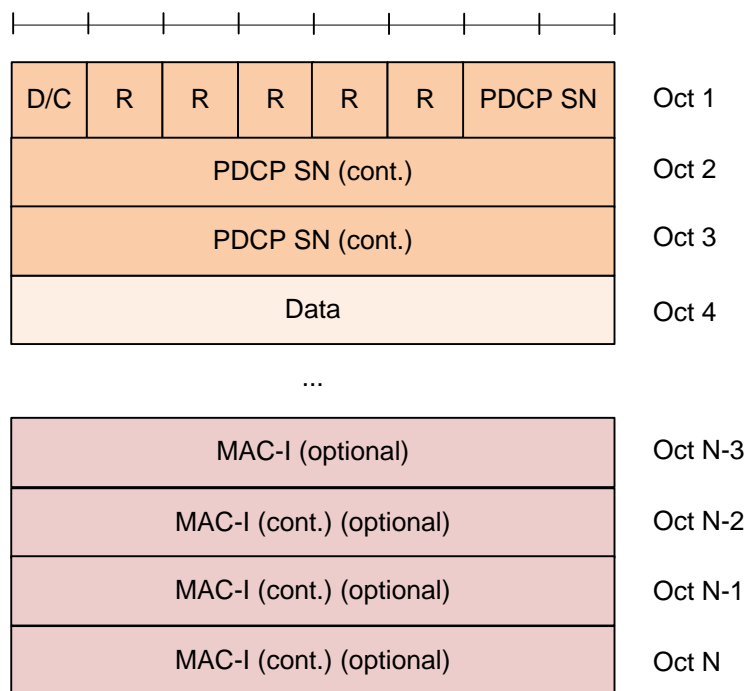 D/C R R R R R PDCP SN Oct 1
PDCP SN (cont.) Oct 2
PDCP SN (cont.) Oct 3
Data Oct 4
...
MAC-I (optional) Oct N-3
MAC-I (cont.) (optional) Oct N-2
MAC-I (cont.) (optional) Oct N-1
MAC-I (cont.) (optional) Oct N